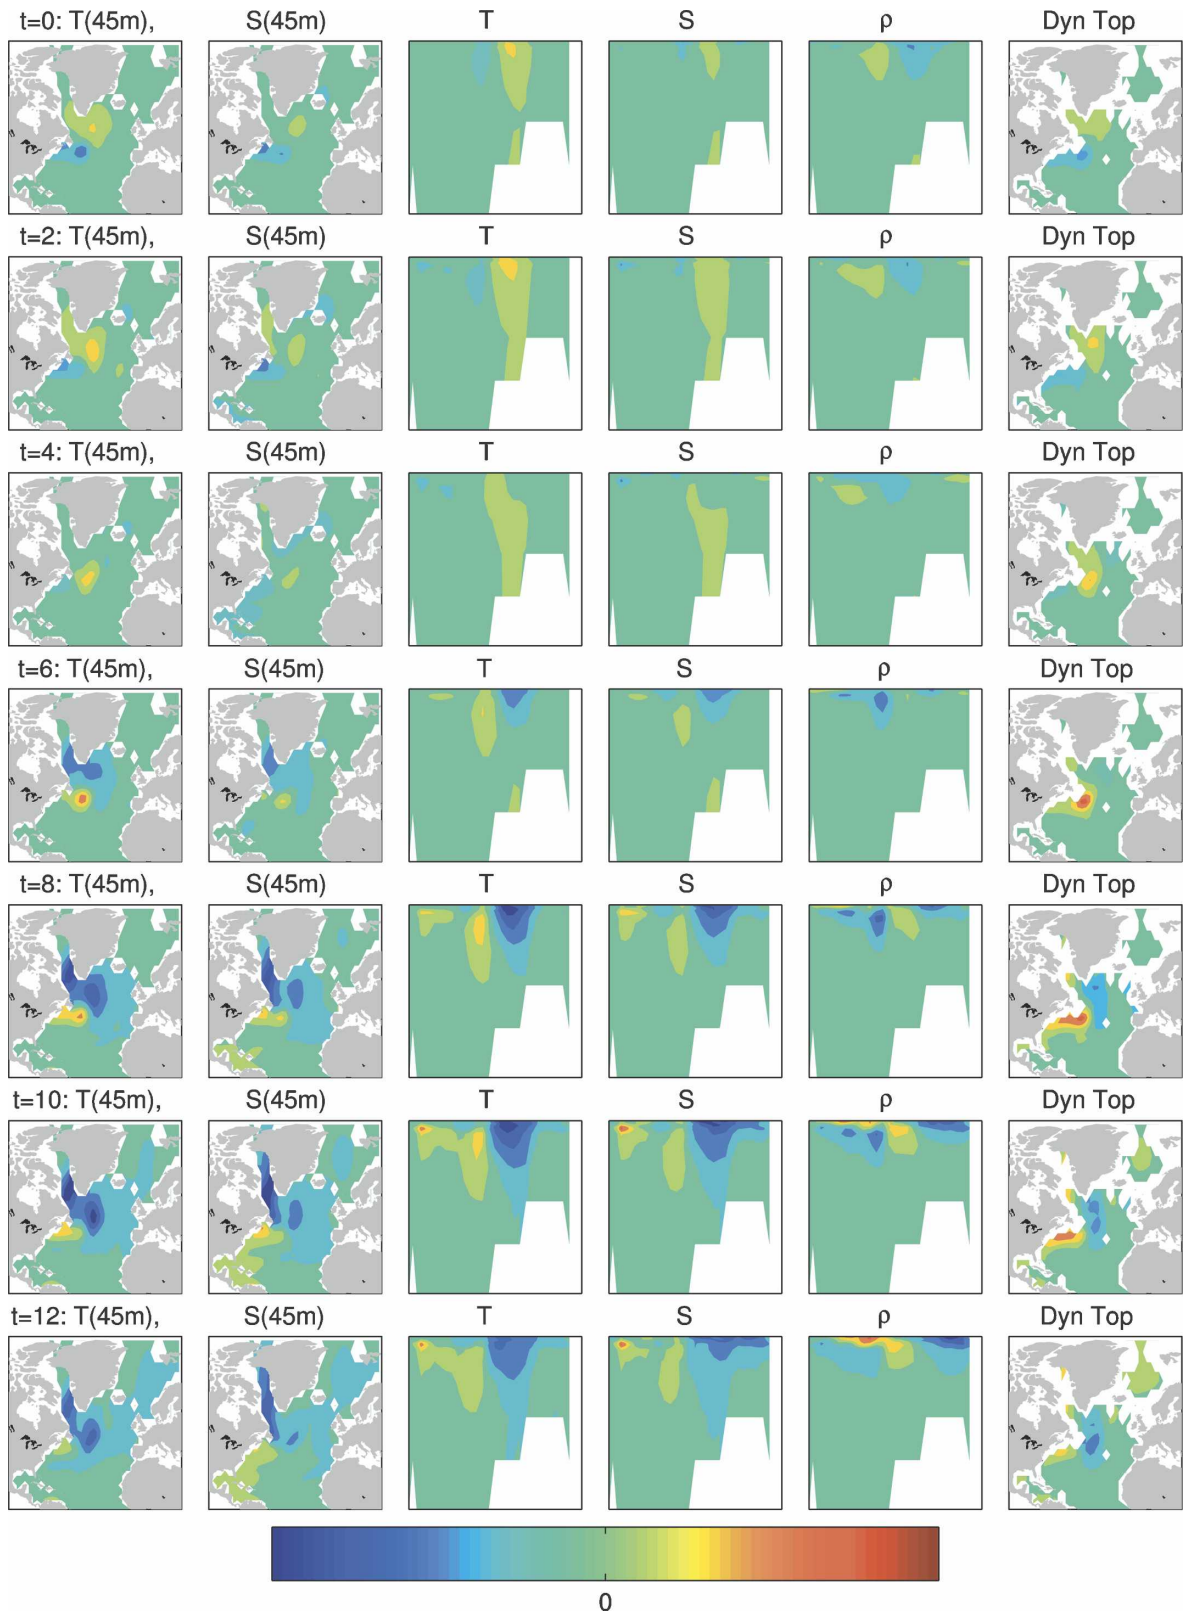 t=0: T(45m), S(45m) T S ρ Dyn Top
t=2: T(45m), S(45m) T S ρ Dyn Top
t=4: T(45m), S(45m) T S ρ Dyn Top
t=6: T(45m), S(45m) T S ρ Dyn Top
t=8: T(45m), S(45m) T S ρ Dyn Top
t=10: T(45m), S(45m) T S ρ Dyn Top
t=12: T(45m), S(45m) T S ρ Dyn Top
0